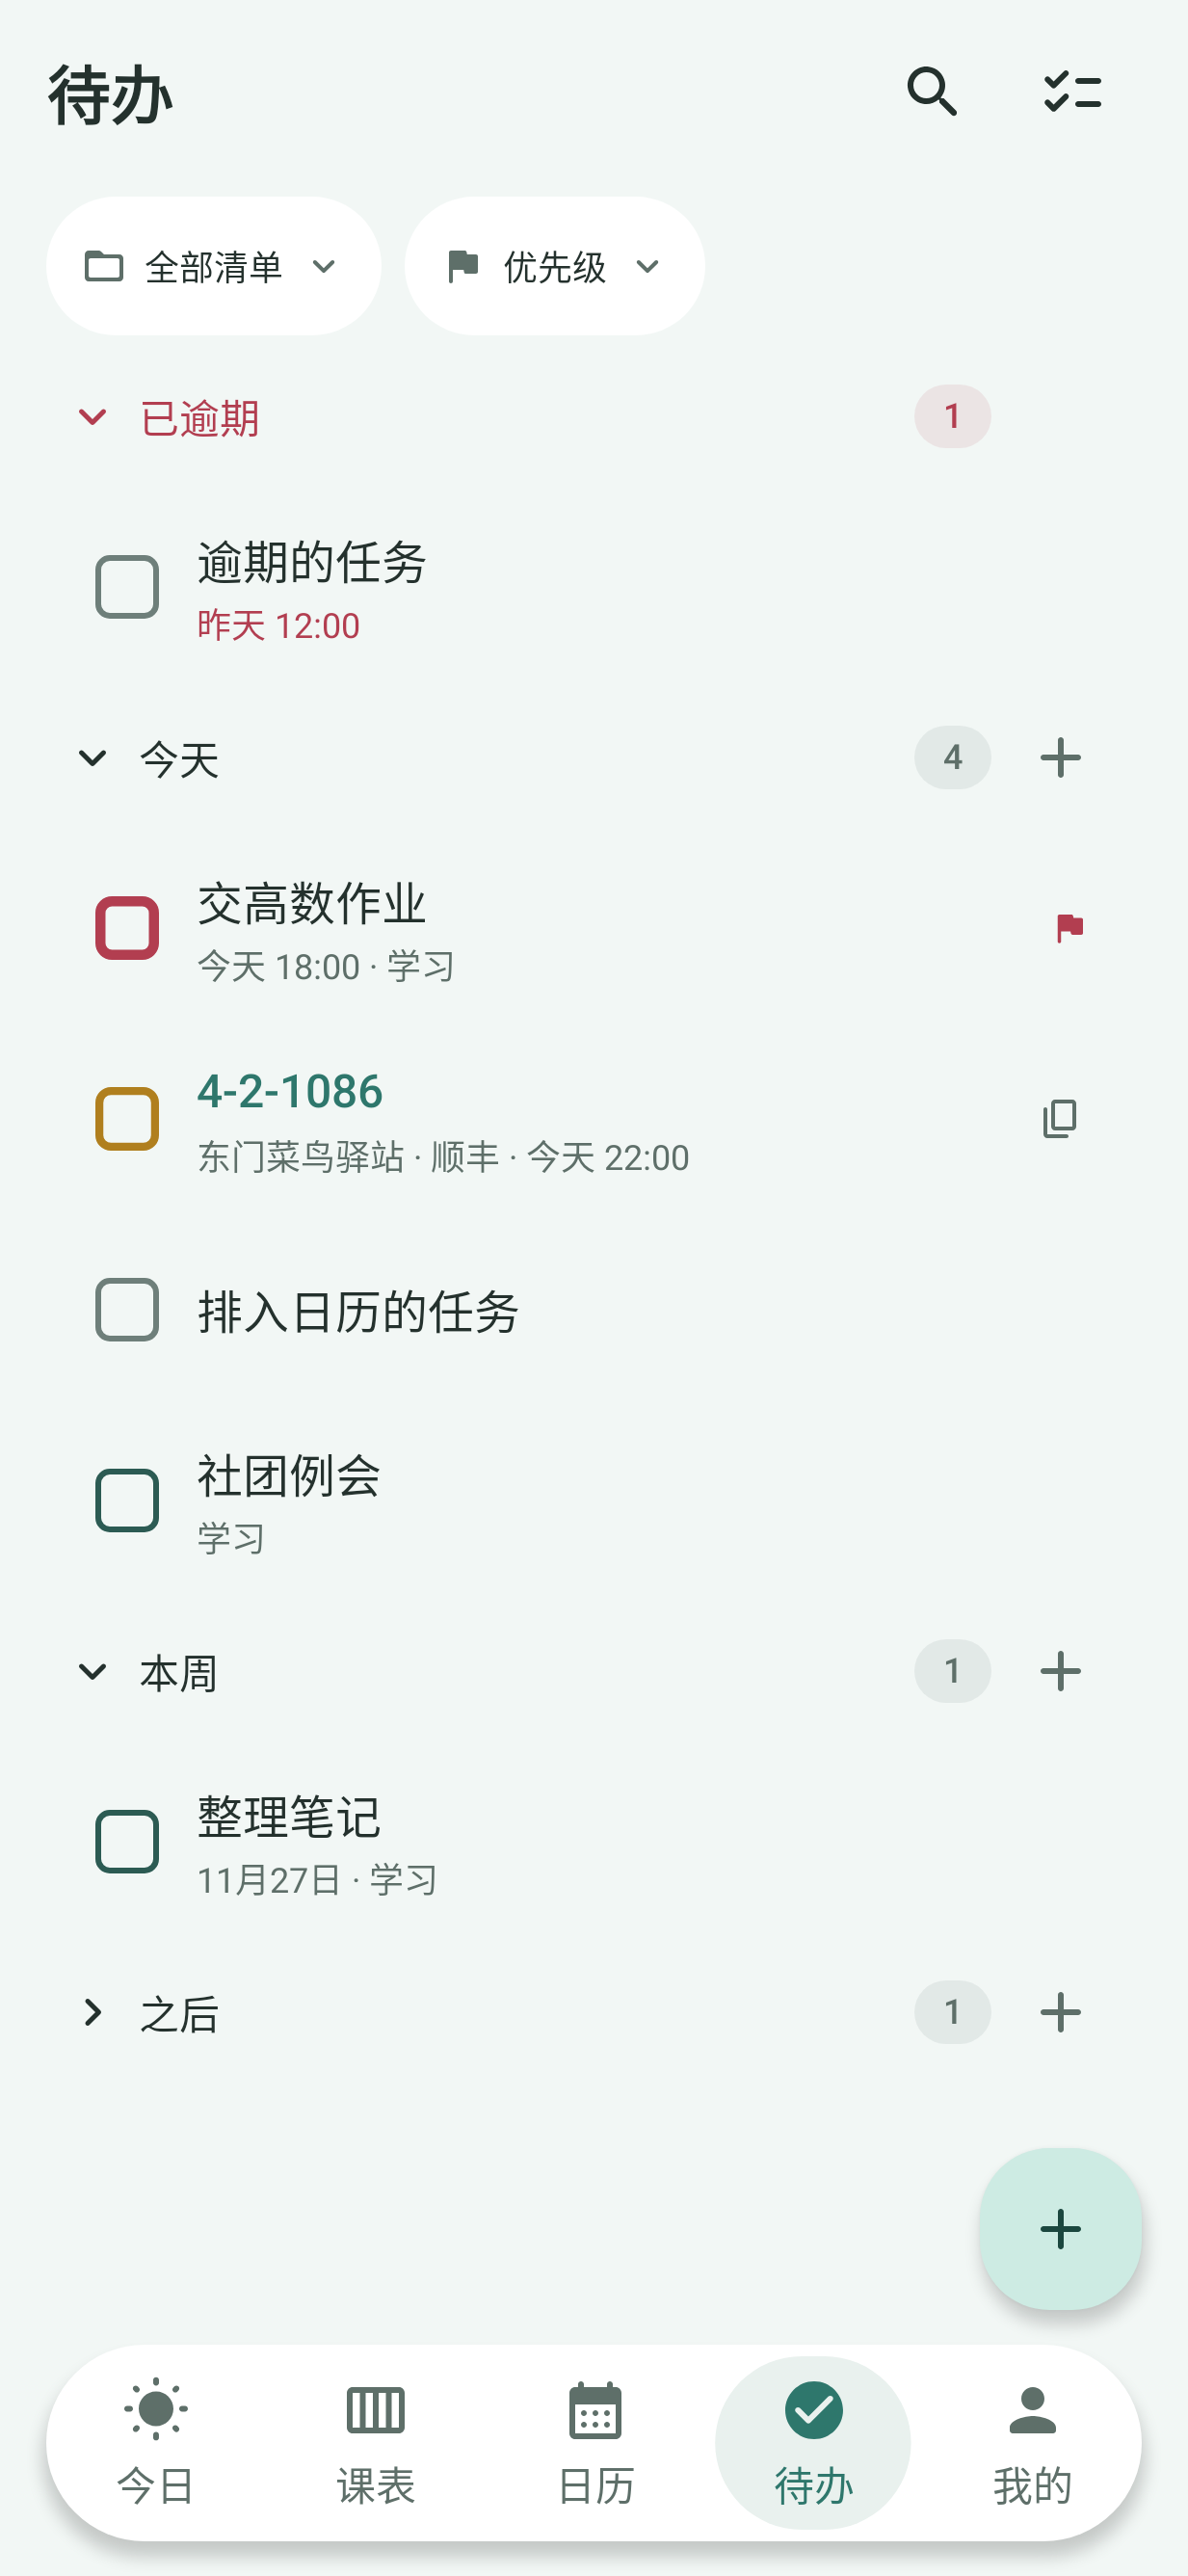 待办
全部清单 优先级
已逾期 1
逾期的任务
昨天 12:00
今天 4
交高数作业
今天 18:00 · 学习
4-2-1086
东门菜鸟驿站 · 顺丰 · 今天 22:00
排入日历的任务
社团例会
学习
本周 1
整理笔记
11月27日 · 学习
之后 1
今日 课表 日历 待办 我的